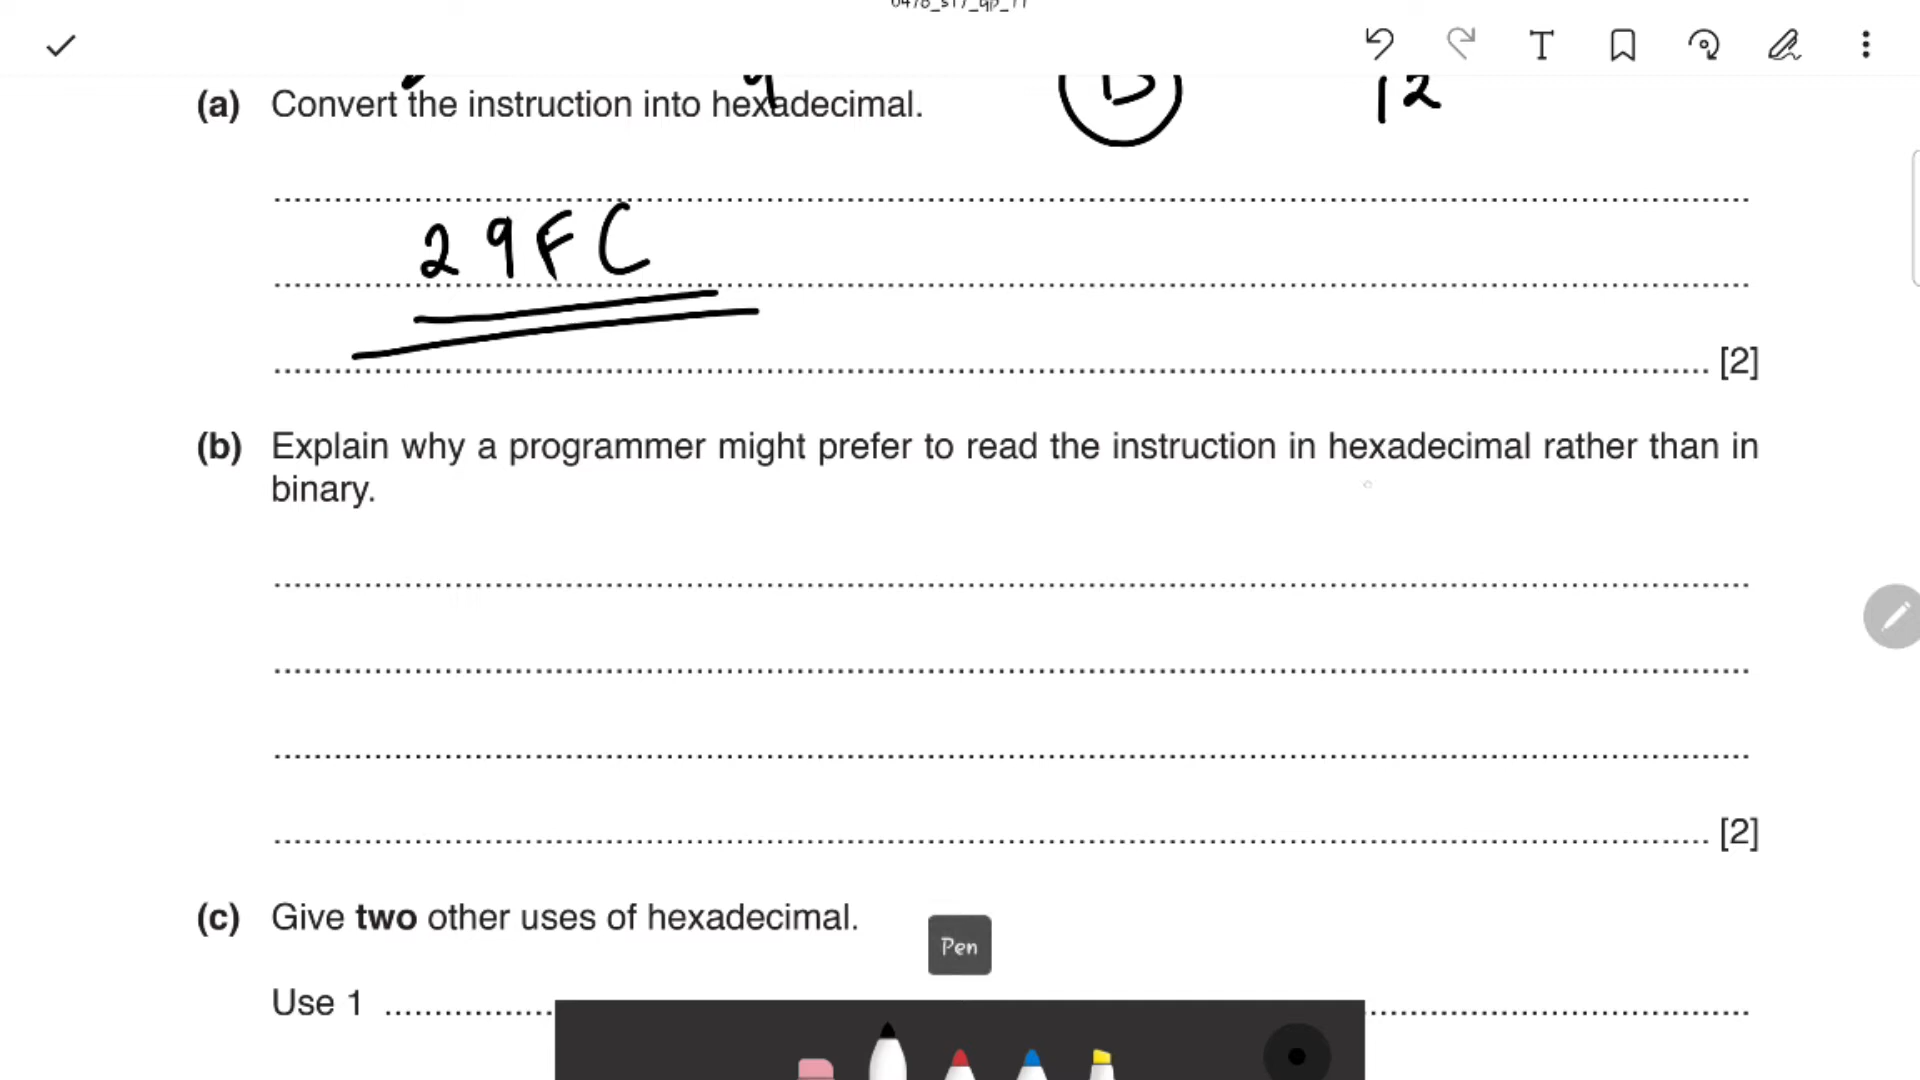 (a) Convert the instruction into hexadecimal.
12
29FC
[2]
(b) Explain why a programmer might prefer to read the instruction in hexadecimal rather than in
binary.
[2]
(c) Give two other uses of hexadecimal.
Pen
Use 1